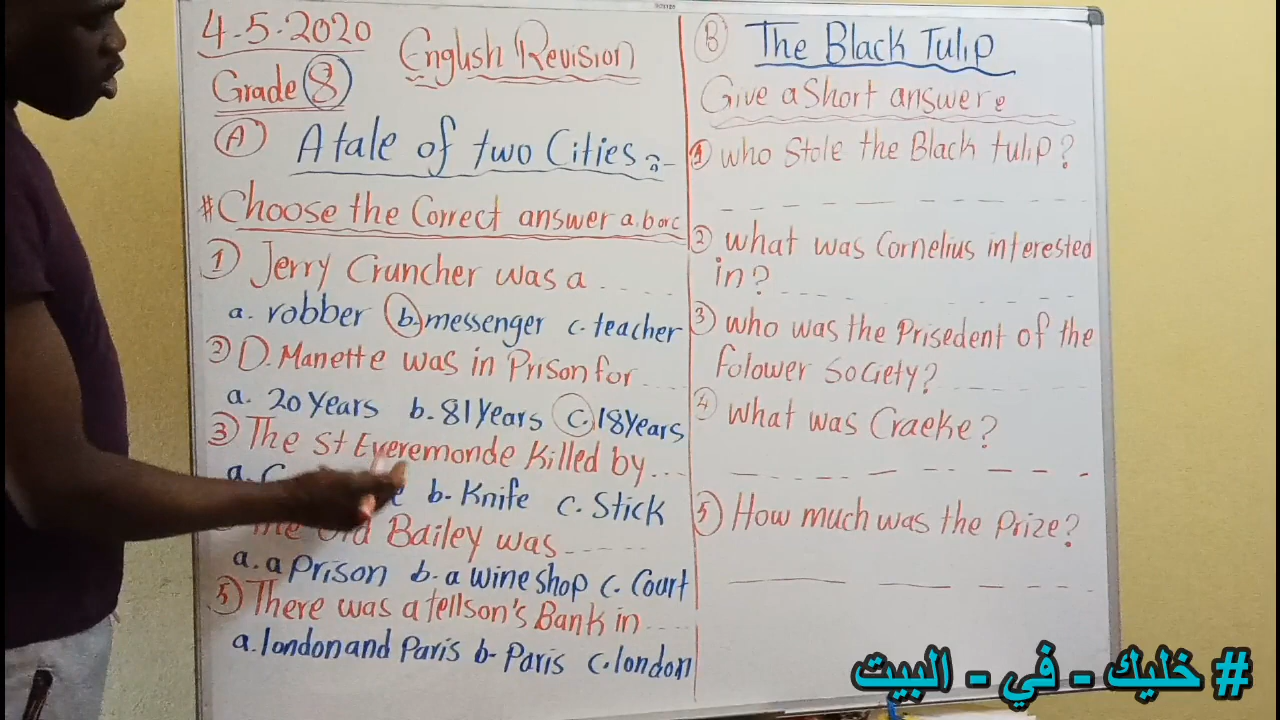 4-5-2020
English Revision
Grade 8
A A tale of two Cities:-
# Choose the Correct answer a.b or c
1 Jerry Cruncher was a ....
a. robber b. messenger c. teacher
2 D. Manette was in Prison for ....
a. 20 years b. 81 years c. 18 years
3 The St Everemonde Killed by ...
b. Knife c. Stick
The Old Bailey was ....
a. a Prison b. a wine shop c. Court
5 There was a tellson's Bank in ....
a. london and Paris b- Paris c. london
B The Black Tulip
Give a Short answer
1 who Stole the Black tulip?
2 what was Cornelius interested
in?
3 who was the Prisedent of the
folower Society?
4 What was Craeke?
5 How much was the Prize?
# خليك - في - البيت